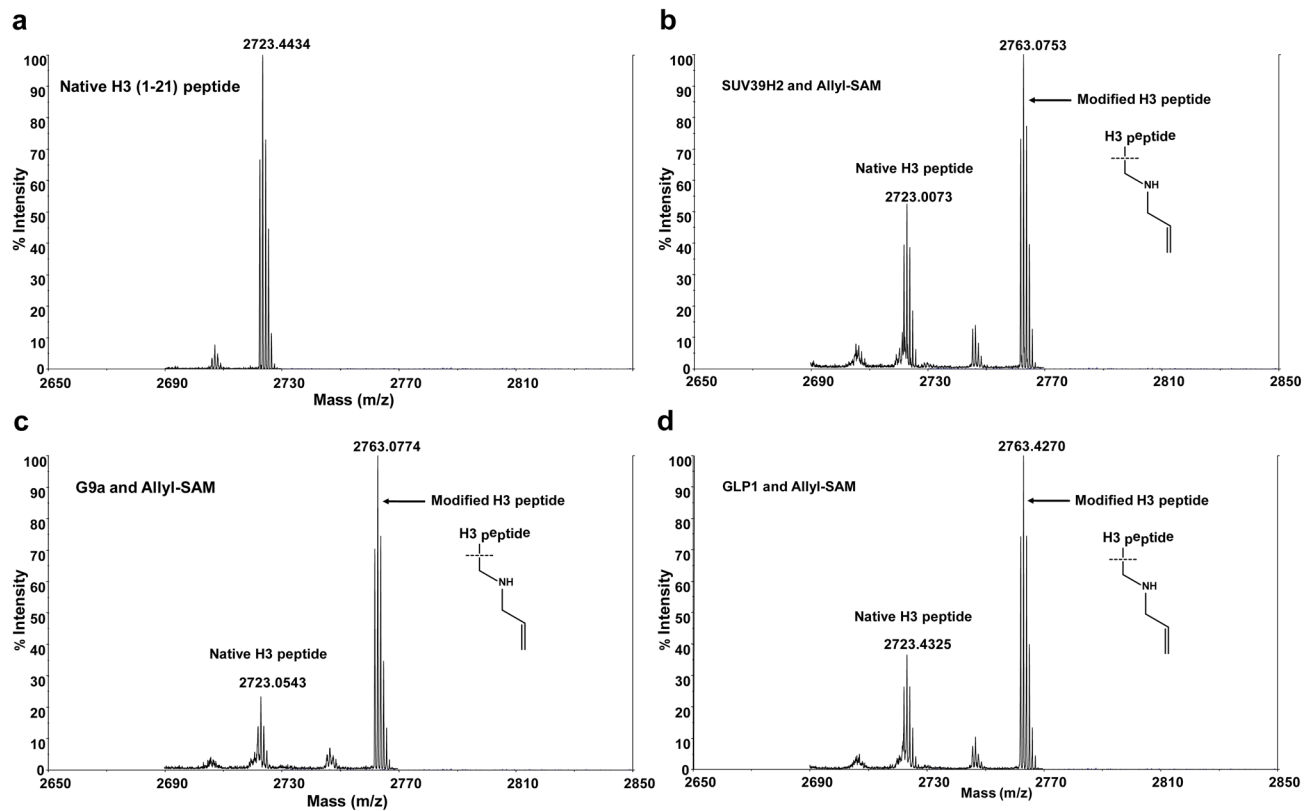 a
2723.4434
Native H3 (1-21) peptide
% Intensity
100
90
80
70
60
50
40
30
20
10
0
2650
2690
2730
2770
2810
Mass (m/z)
b
2763.0753
SUV39H2 and Allyl-SAM
Modified H3 peptide
H3 peptide
NH
Native H3 peptide
2723.0073
% Intensity
100
90
80
70
60
50
40
30
20
10
0
2650
2690
2730
2770
2810
2850
c
2763.0774
G9a and Allyl-SAM
Modified H3 peptide
H3 peptide
NH
Native H3 peptide
2723.0543
% Intensity
100
90
80
70
60
50
40
30
20
10
0
2650
2690
2730
2770
2810
2850
Mass (m/z)
d
2763.4270
GLP1 and Allyl-SAM
Modified H3 peptide
H3 peptide
NH
Native H3 peptide
2723.4325
% Intensity
100
90
80
70
60
50
40
30
20
10
0
2650
2690
2730
2770
2810
2850
Mass (m/z)